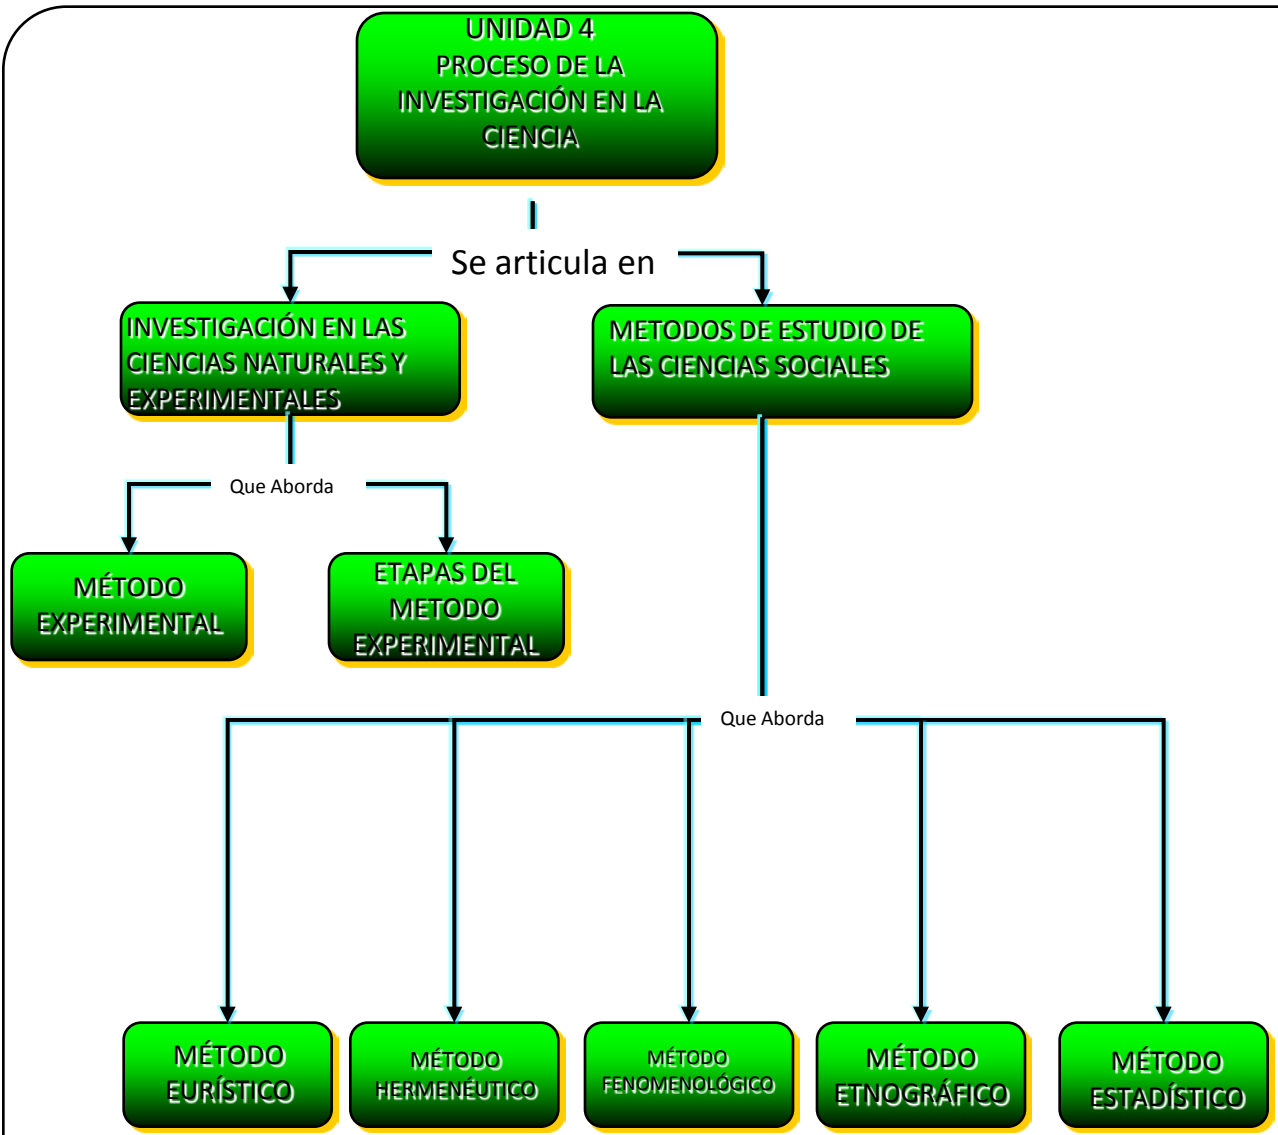 UNIDAD 4
PROCESO DE LA
INVESTIGACIÓN EN LA
CIENCIA
Se articula en
INVESTIGACIÓN EN LAS
CIENCIAS NATURALES Y
EXPERIMENTALES
METODOS DE ESTUDIO DE
LAS CIENCIAS SOCIALES
Que Aborda
MÉTODO
EXPERIMENTAL
ETAPAS DEL
METODO
EXPERIMENTAL
Que Aborda
MÉTODO
EURÍSTICO
MÉTODO
HERMENÉUTICO
MÉTODO
FENOMENOLÓGICO
MÉTODO
ETNOGRÁFICO
MÉTODO
ESTADÍSTICO